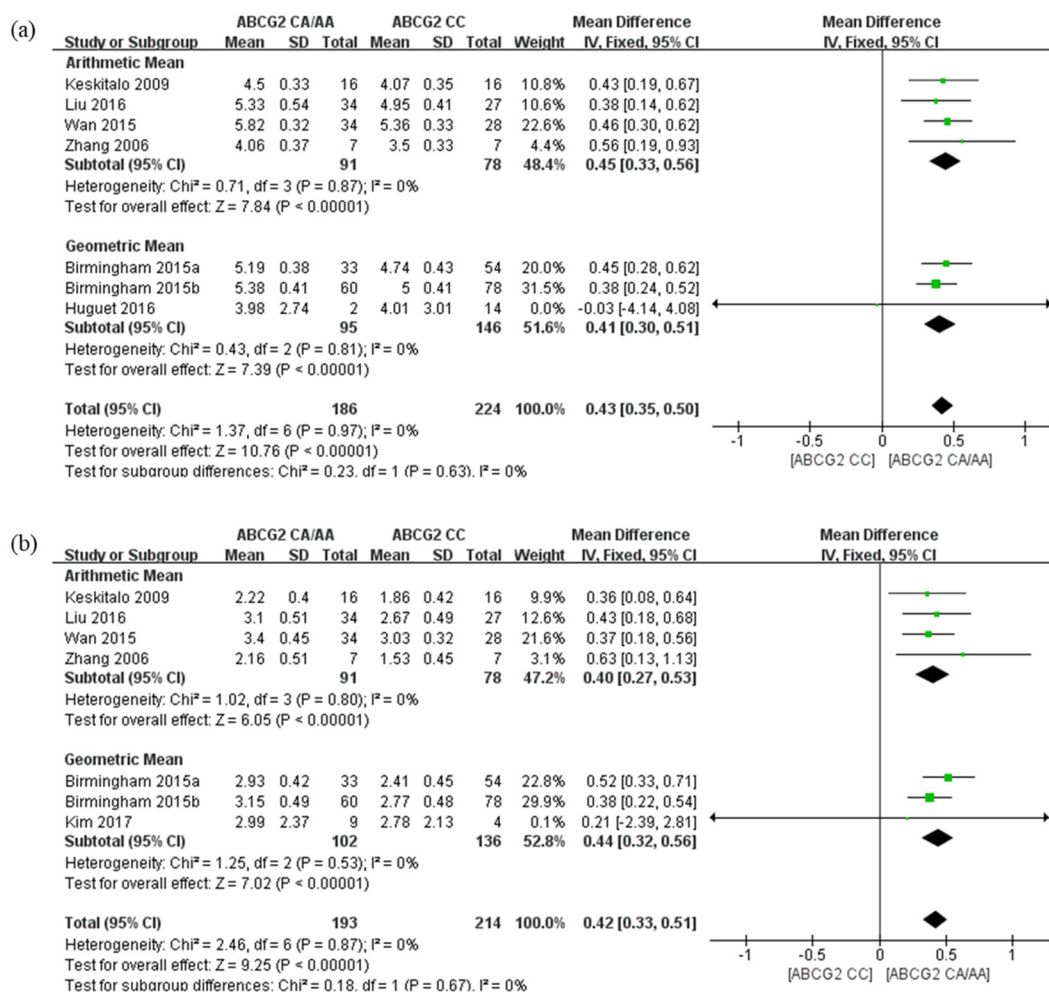 (a)
ABCG2 CA/AA ABCG2 CC Mean Difference Mean Difference
Study or Subgroup Mean SD Total Mean SD Total Weight IV, Fixed, 95% CI IV, Fixed, 95% CI
Arithmetic Mean
Keskitalo 2009 4.5 0.33 16 4.07 0.35 16 10.8% 0.43 [0.19, 0.67]
Liu 2016 5.33 0.54 34 4.95 0.41 27 10.6% 0.38 [0.14, 0.62]
Wan 2015 5.82 0.32 34 5.36 0.33 28 22.6% 0.46 [0.30, 0.62]
Zhang 2006 4.06 0.37 7 3.5 0.33 7 4.4% 0.56 [0.19, 0.93]
Subtotal (95% CI) 91 78 48.4% 0.45 [0.33, 0.56]
Heterogeneity: Chi² = 0.71, df = 3 (P = 0.87); I² = 0%
Test for overall effect: Z = 7.84 (P < 0.00001)
Geometric Mean
Birmingham 2015a 5.19 0.38 33 4.74 0.43 54 20.0% 0.45 [0.28, 0.62]
Birmingham 2015b 5.38 0.41 60 5 0.41 78 31.5% 0.38 [0.24, 0.52]
Huguet 2016 3.98 2.74 2 4.01 3.01 14 0.0% -0.03 [-4.14, 4.08]
Subtotal (95% CI) 95 146 51.6% 0.41 [0.30, 0.51]
Heterogeneity: Chi² = 0.43, df = 2 (P = 0.81); I² = 0%
Test for overall effect: Z = 7.39 (P < 0.00001)
Total (95% CI) 186 224 100.0% 0.43 [0.35, 0.50]
Heterogeneity: Chi² = 1.37, df = 6 (P = 0.97); I² = 0%
Test for overall effect: Z = 10.76 (P < 0.00001)
Test for subgroup differences: Chi² = 0.23, df = 1 (P = 0.63), I² = 0%
-1 -0.5 0 0.5 1
[ABCG2 CC] [ABCG2 CA/AA]
(b)
ABCG2 CA/AA ABCG2 CC Mean Difference Mean Difference
Study or Subgroup Mean SD Total Mean SD Total Weight IV, Fixed, 95% CI IV, Fixed, 95% CI
Arithmetic Mean
Keskitalo 2009 2.22 0.4 16 1.86 0.42 16 9.9% 0.36 [0.08, 0.64]
Liu 2016 3.1 0.51 34 2.67 0.49 27 12.6% 0.43 [0.18, 0.68]
Wan 2015 3.4 0.45 34 3.03 0.32 28 21.6% 0.37 [0.18, 0.56]
Zhang 2006 2.16 0.51 7 1.53 0.45 7 3.1% 0.63 [0.13, 1.13]
Subtotal (95% CI) 91 78 47.2% 0.40 [0.27, 0.53]
Heterogeneity: Chi² = 1.02, df = 3 (P = 0.80); I² = 0%
Test for overall effect: Z = 6.05 (P < 0.00001)
Geometric Mean
Birmingham 2015a 2.93 0.42 33 2.41 0.45 54 22.8% 0.52 [0.33, 0.71]
Birmingham 2015b 3.15 0.49 60 2.77 0.48 78 29.9% 0.38 [0.22, 0.54]
Kim 2017 2.99 2.37 9 2.78 2.13 4 0.1% 0.21 [-2.39, 2.81]
Subtotal (95% CI) 102 136 52.8% 0.44 [0.32, 0.56]
Heterogeneity: Chi² = 1.25, df = 2 (P = 0.53); I² = 0%
Test for overall effect: Z = 7.02 (P < 0.00001)
Total (95% CI) 193 214 100.0% 0.42 [0.33, 0.51]
Heterogeneity: Chi² = 2.46, df = 6 (P = 0.87); I² = 0%
Test for overall effect: Z = 9.25 (P < 0.00001)
Test for subgroup differences: Chi² = 0.18, df = 1 (P = 0.67), I² = 0%
-1 -0.5 0 0.5 1
[ABCG2 CC] [ABCG2 CA/AA]